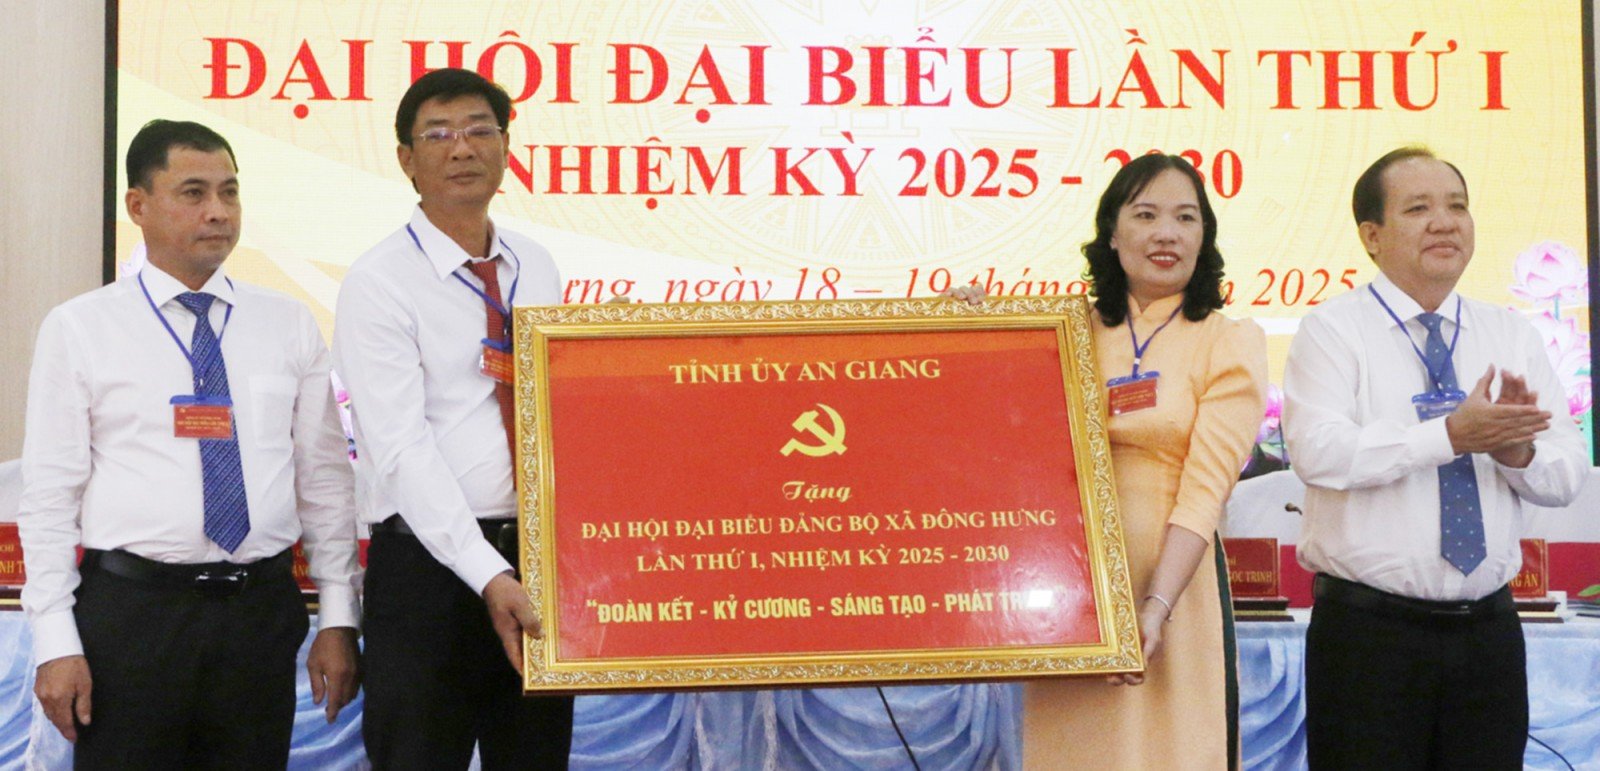 ĐẠI HỘI ĐẠI BIỂU LẦN THỨ I
NHIỆM KỲ 2025 - 2030
ngày 18 - 19 tháng 2025
TỈNH ỦY AN GIANG
Tặng
ĐẠI HỘI ĐẠI BIỂU ĐẢNG BỘ XÃ ĐÔNG HƯNG
LẦN THỨ I, NHIỆM KỲ 2025 - 2030
"ĐOÀN KẾT - KỶ CƯƠNG - SÁNG TẠO - PHÁT